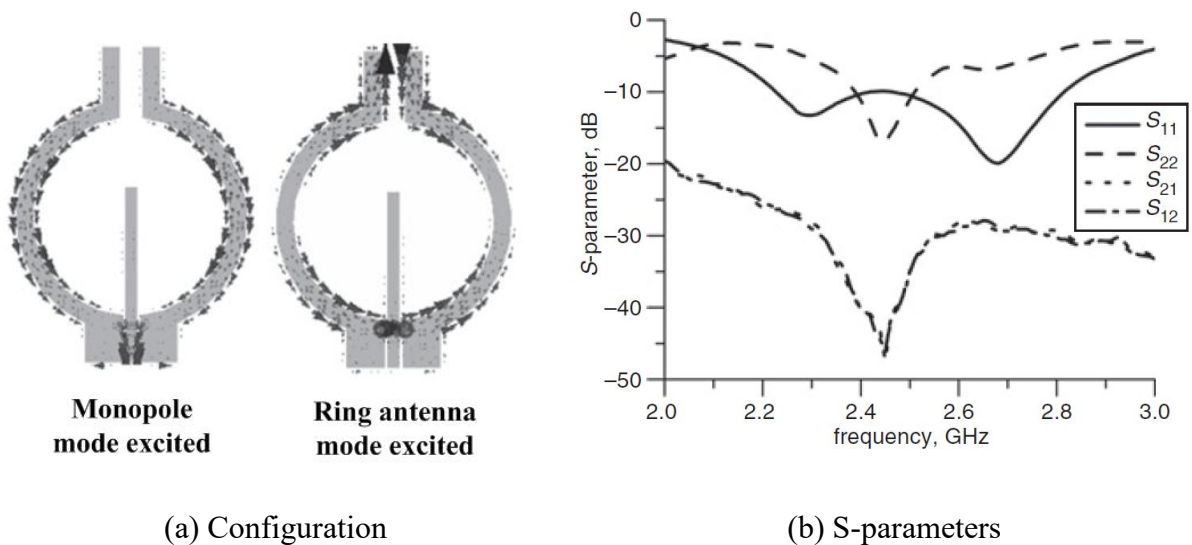 Monopole
mode excited
Ring antenna
mode excited
(a) Configuration
0
−10
−20
−30
−40
−50
S-parameter, dB
2.0 2.2 2.4 2.6 2.8 3.0
frequency, GHz
S11
S22
S21
S12
(b) S-parameters